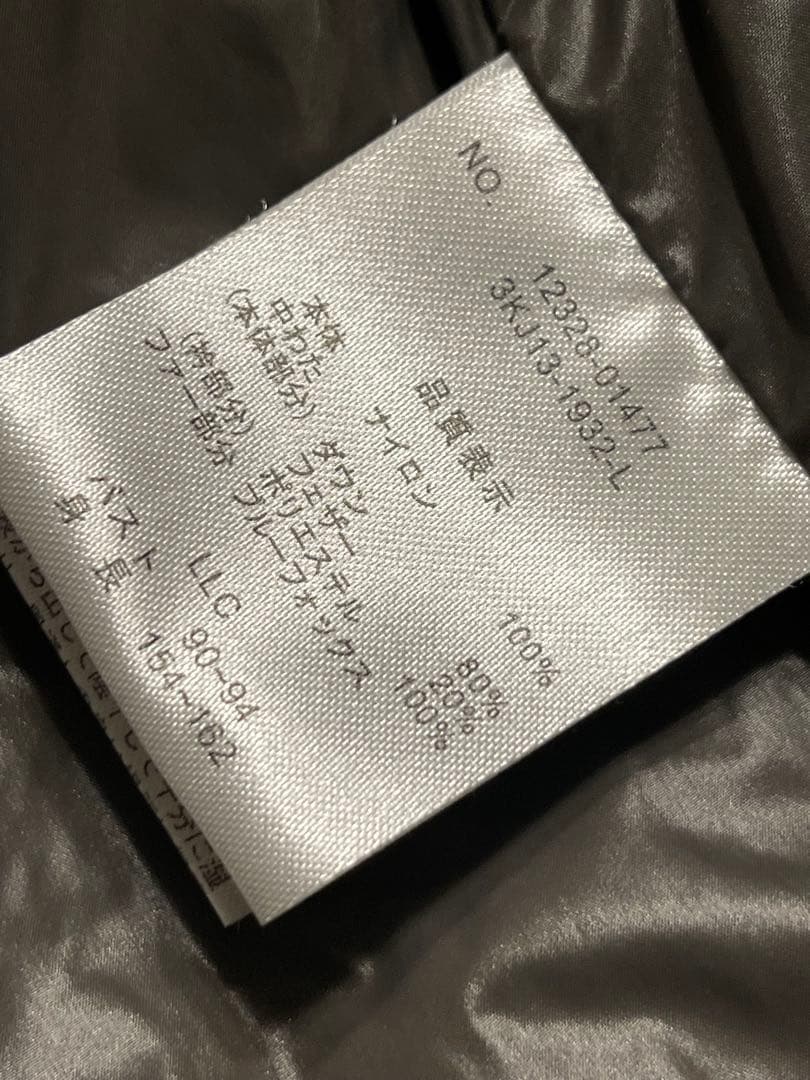 NO.
12328-01477
3KJ13-1932-L
品質表示
本体 ナイロン 100%
中わた
(本体部分) ダウン 80%
フェザー 20%
(衿部分) ポリエステル 100%
ファー部分 ブルーフォックス
LLC
バスト 90~94
身長 154~162